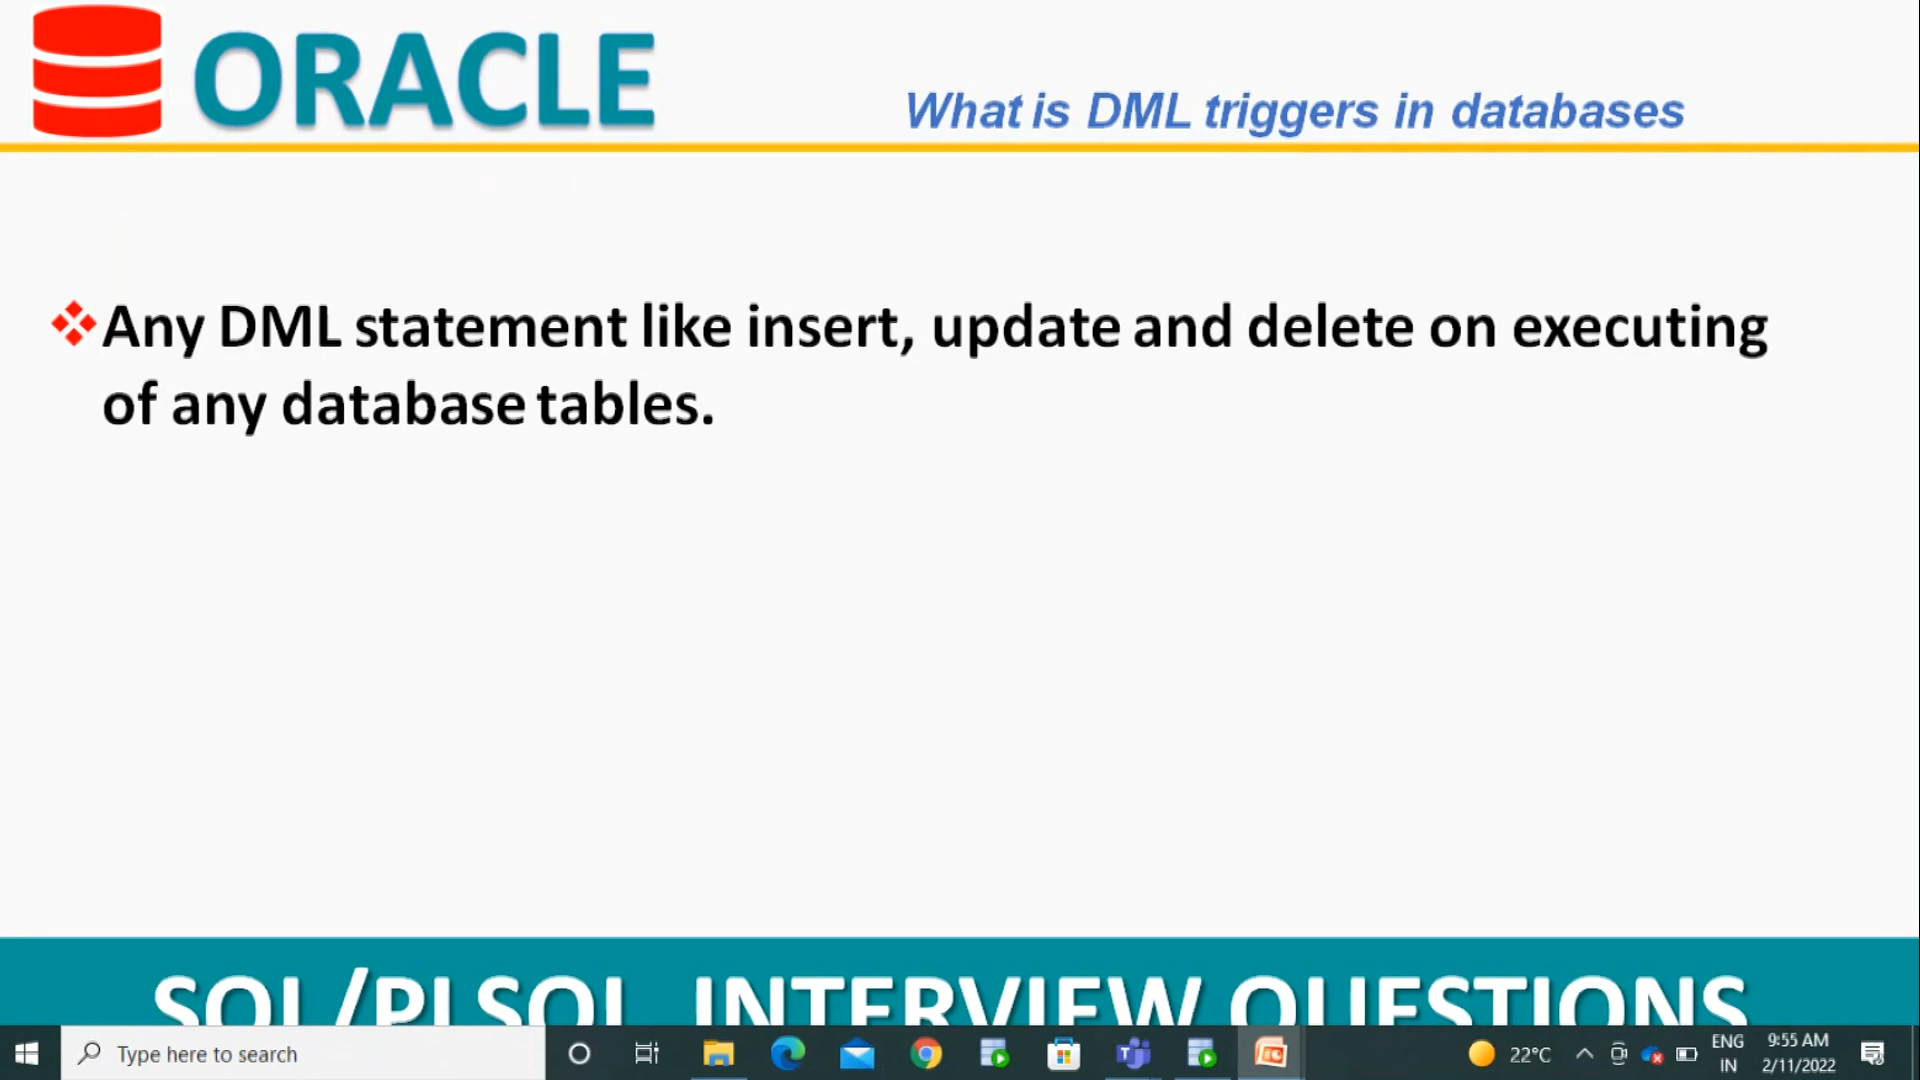 ORACLE
What is DML triggers in databases
Any DML statement like insert, update and delete on executing
of any database tables.
SQL/PLSQL INTERVIEW QUESTIONS
Type here to search
22°C
ENG
IN
9:55 AM
2/11/2022